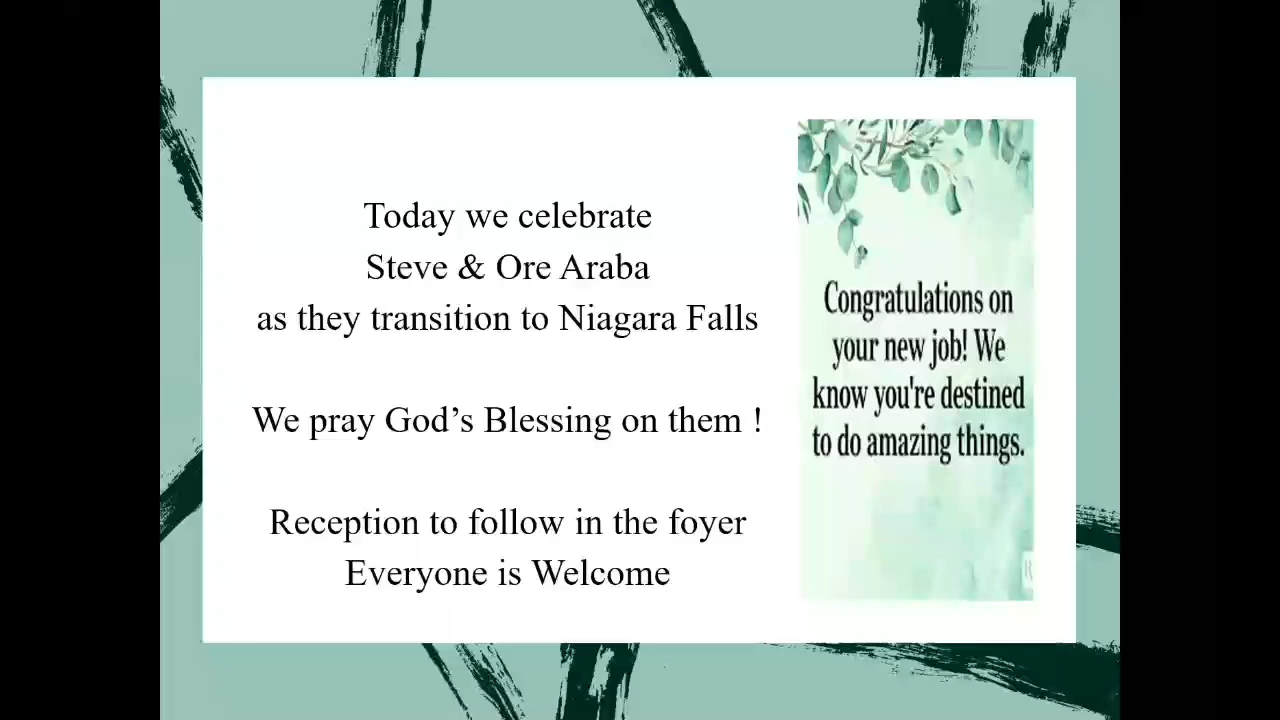 Today we celebrate
Steve & Ore Araba
as they transition to Niagara Falls
We pray God’s Blessing on them !
Reception to follow in the foyer
Everyone is Welcome
Congratulations on
your new job! We
know you're destined
to do amazing things.